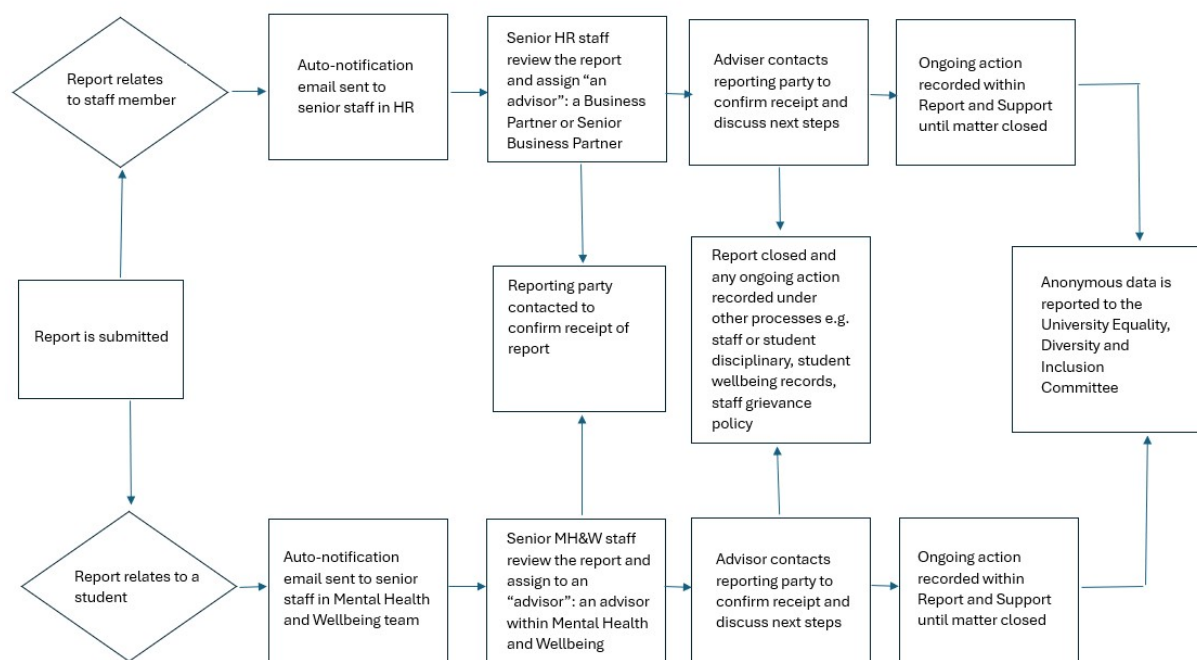 Report relates
to staff member
Auto-notification
email sent to
senior staff in HR
Senior HR staff
review the report
and assign “an
advisor”: a Business
Partner or Senior
Business Partner
Adviser contacts
reporting party to
confirm receipt and
discuss next steps
Ongoing action
recorded within
Report and Support
until matter closed
Report is submitted
Reporting party
contacted to
confirm receipt of
report
Report closed and
any ongoing action
recorded under
other processes e.g.
staff or student
disciplinary, student
wellbeing records,
staff grievance
policy
Anonymous data is
reported to the
University Equality,
Diversity and
Inclusion
Committee
Report relates to a
student
Auto-notification
email sent to senior
staff in Mental Health
and Wellbeing team
Senior MH&W staff
review the report and
assign to an
“advisor”: an advisor
within Mental Health
and Wellbeing
Advisor contacts
reporting party to
confirm receipt and
discuss next steps
Ongoing action
recorded within
Report and Support
until matter closed